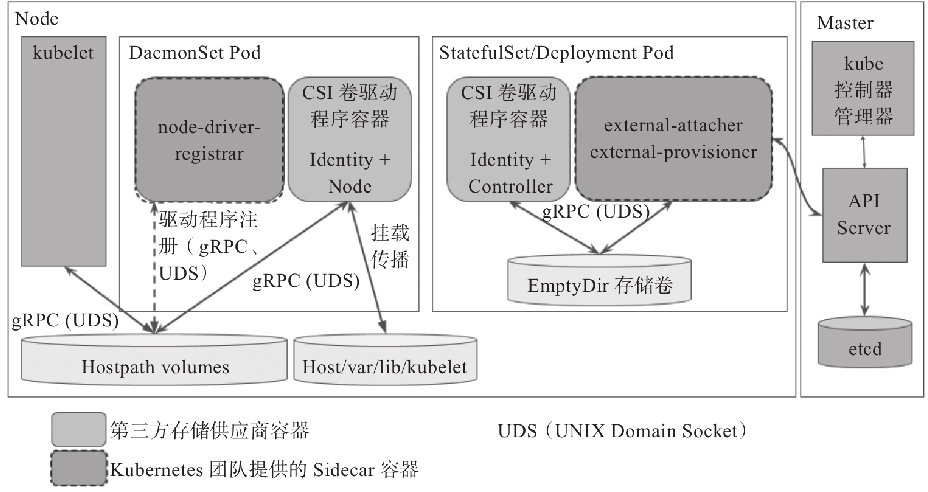 Node
kubelet
DaemonSet Pod
node-driver-
registrar
CSI 卷驱动
程序容器
Identity +
Node
驱动程序注
册（gRPC、
UDS）
gRPC (UDS)
挂载
传播
gRPC (UDS)
Hostpath volumes
Host/var/lib/kubelet
StatefulSet/Deployment Pod
CSI 卷驱动
程序容器
Identity +
Controller
external-attacher
external-provisioner
gRPC (UDS)
EmptyDir 存储卷
Master
kube
控制器
管理器
API
Server
etcd
第三方存储供应商容器
UDS（UNIX Domain Socket）
Kubernetes 团队提供的 Sidecar 容器